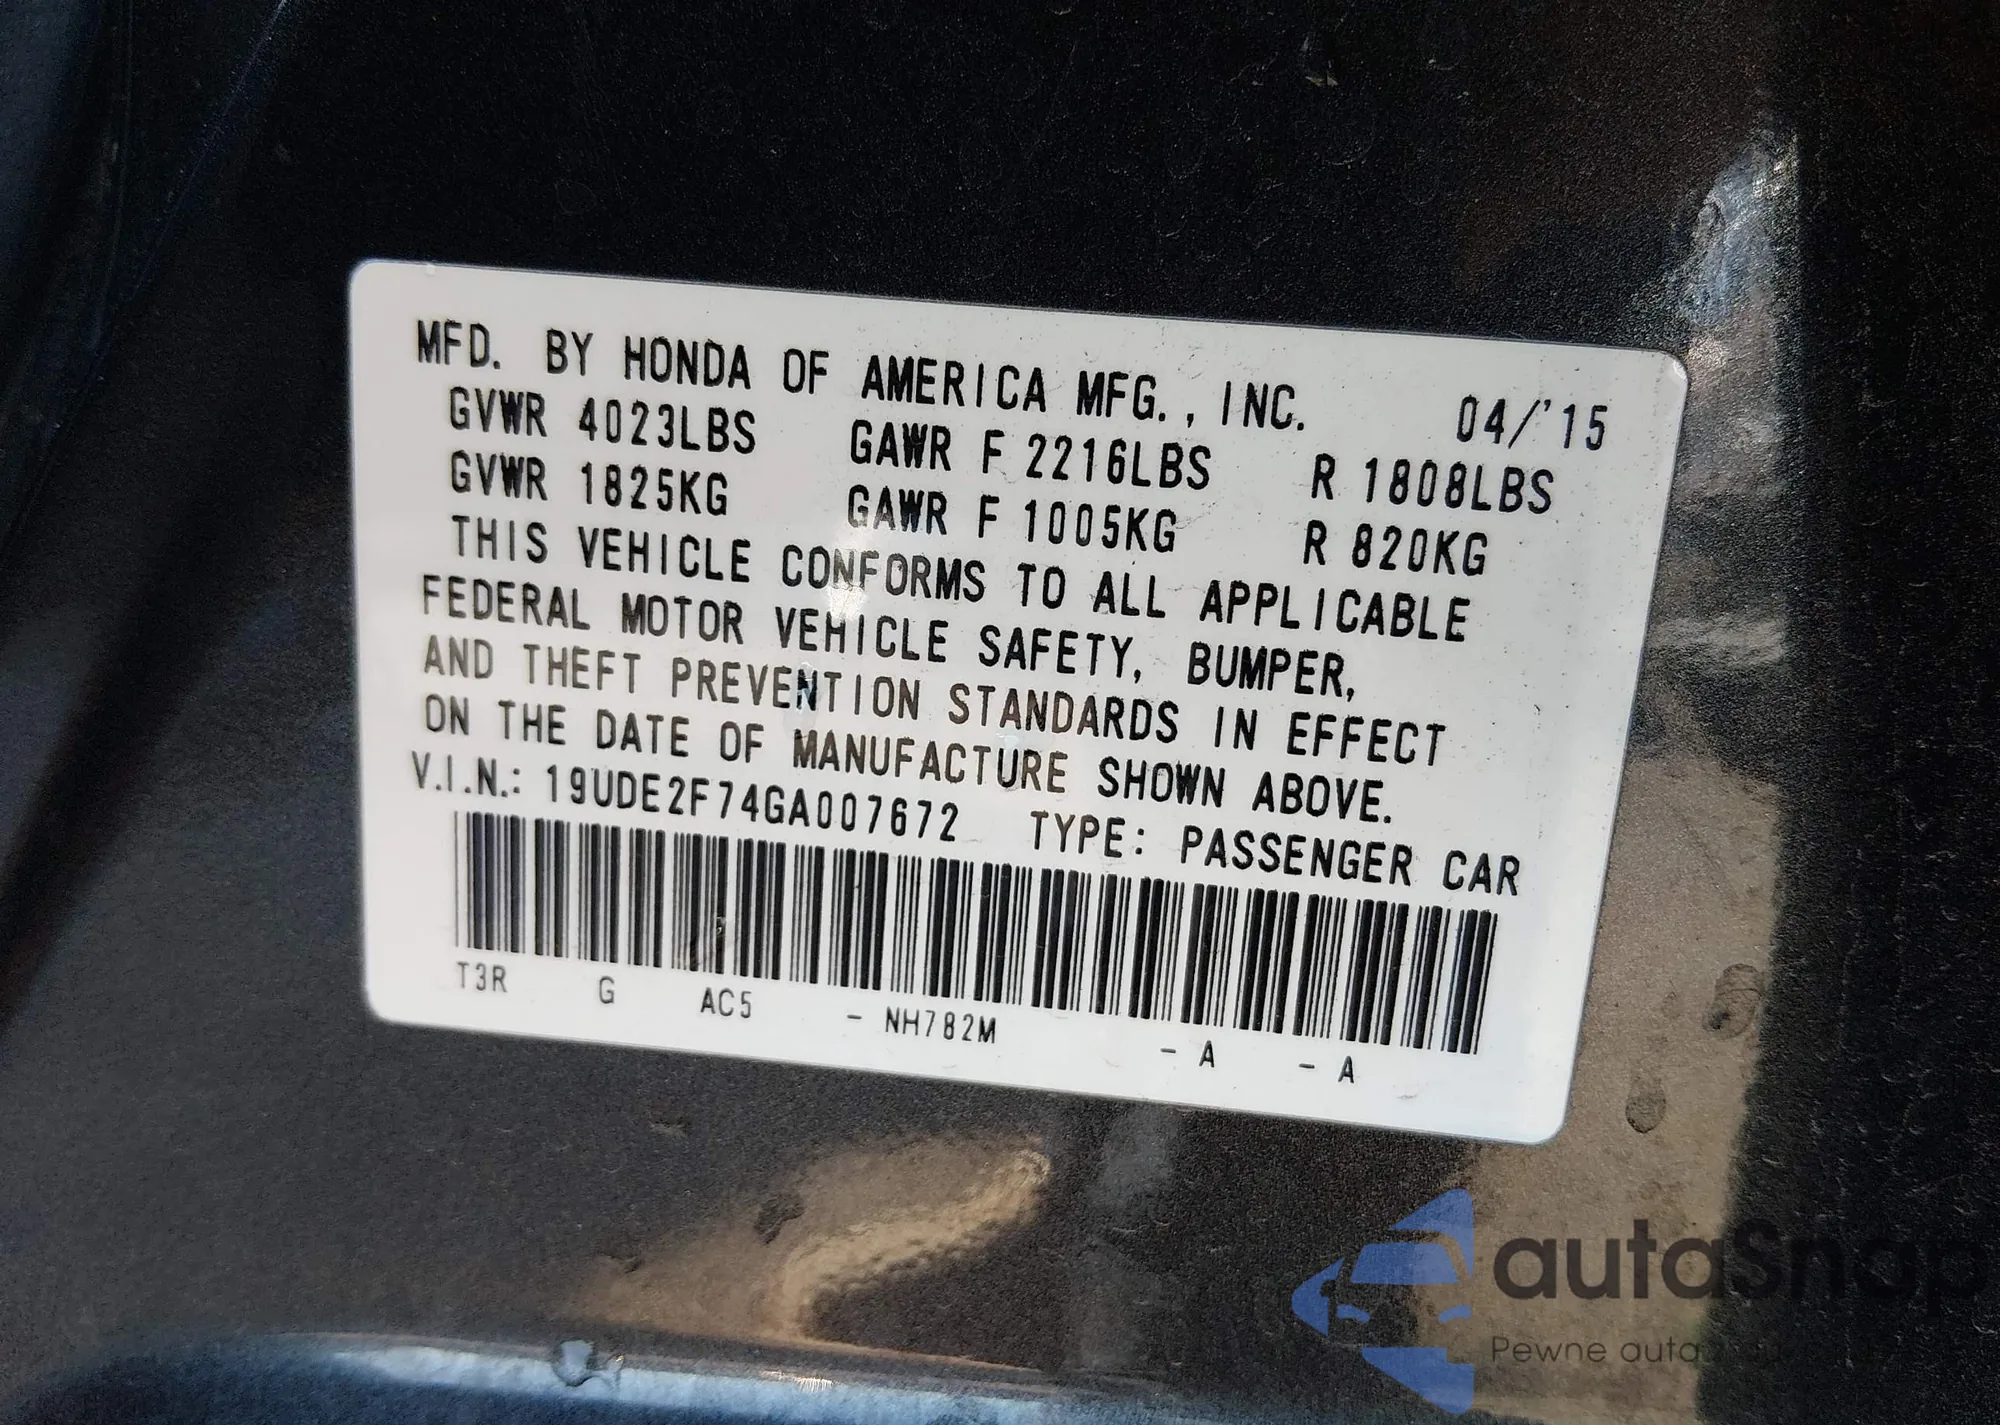 MFD. BY HONDA OF AMERICA MFG., INC. 04/'15
GVWR 4023LBS GAWR F 2216LBS R 1808LBS
GVWR 1825KG GAWR F 1005KG R 820KG
THIS VEHICLE CONFORMS TO ALL APPLICABLE
FEDERAL MOTOR VEHICLE SAFETY, BUMPER,
AND THEFT PREVENTION STANDARDS IN EFFECT
ON THE DATE OF MANUFACTURE SHOWN ABOVE.
V.I.N.: 19UDE2F74GA007672 TYPE: PASSENGER CAR
T3R G AC5 - NH782M - A - A
autaSnap
Pewne auta